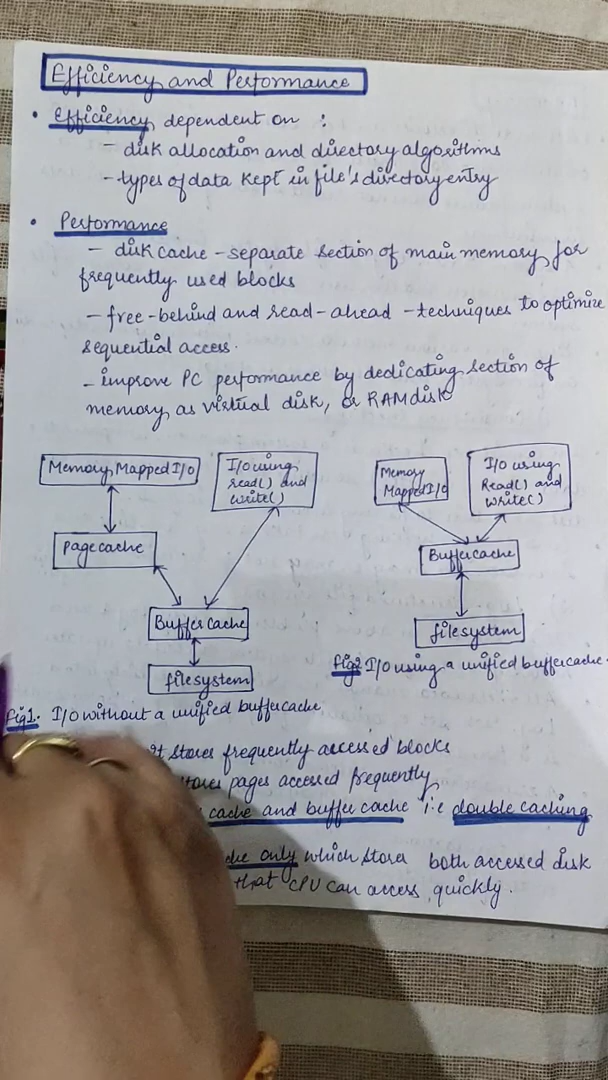 Efficiency and Performance
• Efficiency dependent on :
- disk allocation and directory algorithms
- types of data kept in file's directory entry
• Performance
- disk cache - separate section of main memory for
frequently used blocks
- free-behind and read-ahead - techniques to optimize
sequential access.
- improve PC performance by dedicating section of
memory as virtual disk, or RAM disk
Memory Mapped I/O
I/O using
read() and
write()
Page cache
Buffer Cache
file system
Fig1. I/O without a unified buffer cache.
Memory
Mapped I/O
I/O using
Read() and
write()
Buffer cache
file system
Fig2 I/O using a unified buffer cache.
It stores frequently accessed blocks
stores pages accessed frequently
cache and buffer cache i.e double caching
only which stores both accessed disk
that CPU can access quickly.